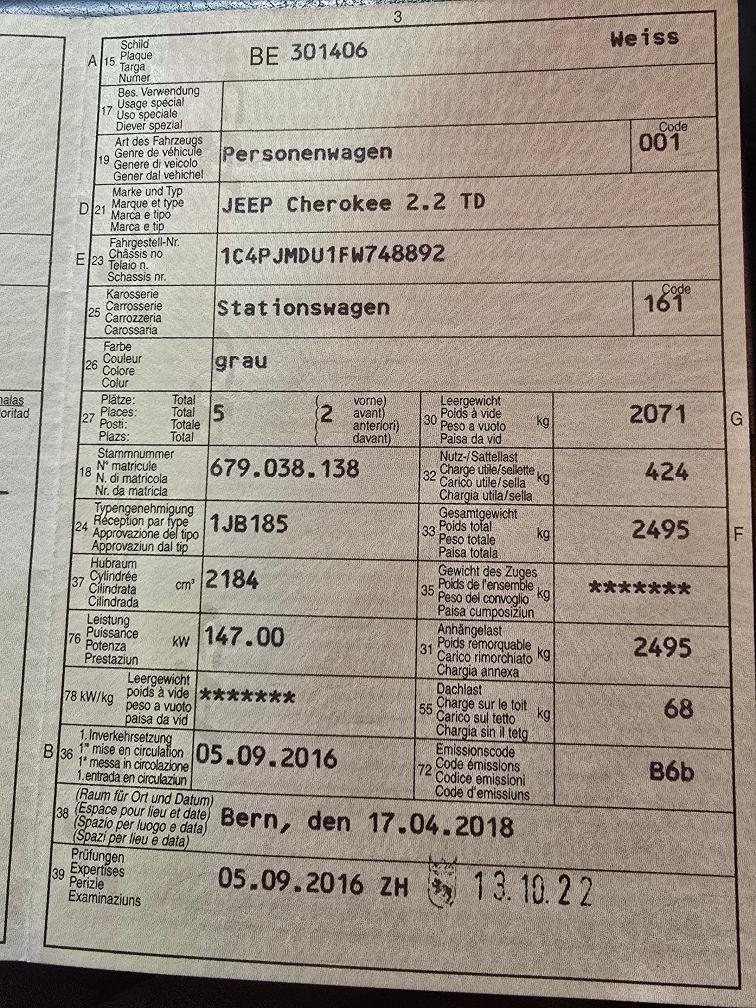 3
A 15 Schild
Plaque
Targa
Numer
BE 301406 Weiss
17 Bes. Verwendung
Usage spécial
Uso speciale
Diever spezial
19 Art des Fahrzeugs
Genre de véhicule
Genere di veicolo
Gener dal vehichel
Personenwagen
Code
001
D 21 Marke und Typ
Marque et type
Marca e tipo
Marca e tip
JEEP Cherokee 2.2 TD
E 23 Fahrgestell-Nr.
Châssis no
Telaio n.
Schassis nr.
1C4PJMDU1FW748892
25 Karosserie
Carrosserie
Carrozzeria
Carossaria
Stationswagen
Code
161
26 Farbe
Couleur
Colore
Colur
grau
27 Plätze: Total
Places: Total
Posti: Totale
Plazs: Total
5
(2 vorne)
avant)
anteriori)
davant)
30 Leergewicht
Poids à vide
Peso a vuoto
Paisa da vid
kg
2071
G
18 Stammnummer
N° matricule
N. di matricola
Nr. da matricla
679.038.138
32 Nutz-/Sattellast
Charge utile/sellette
Carico utile/sella
Chargia utila/sella
kg
424
24 Typengenehmigung
Réception par type
Approvazione del tipo
Approvaziun dal tip
1JB185
33 Gesamtgewicht
Poids total
Peso totale
Paisa totala
kg
2495
F
37 Hubraum
Cylindrée
Cilindrata
Cilindrada
cm³
2184
35 Gewicht des Zuges
Poids de l'ensemble
Peso del convoglio
Paisa cumposiziun
kg
*******
76 Leistung
Puissance
Potenza
Prestaziun
kW
147.00
31 Anhängelast
Poids remorquable
Carico rimorchiato
Chargia annexa
kg
2495
78 kW/kg Leergewicht
poids à vide
peso a vuoto
paisa da vid
*******
55 Dachlast
Charge sur le toit
Carico sul tetto
Chargia sin il tetg
kg
68
B 36 1. Inverkehrsetzung
1re mise en circulation
1a messa in circolazione
1. entrada en circulaziun
05.09.2016
72 Emissionscode
Code émissions
Codice emissioni
Code d'emissiuns
B6b
38 (Raum für Ort und Datum)
(Espace pour lieu et date)
(Spazio per luogo e data)
(Spazi per lieu e data)
Bern, den 17.04.2018
39 Prüfungen
Expertises
Perizie
Examinaziuns
05.09.2016 ZH 13.10.22